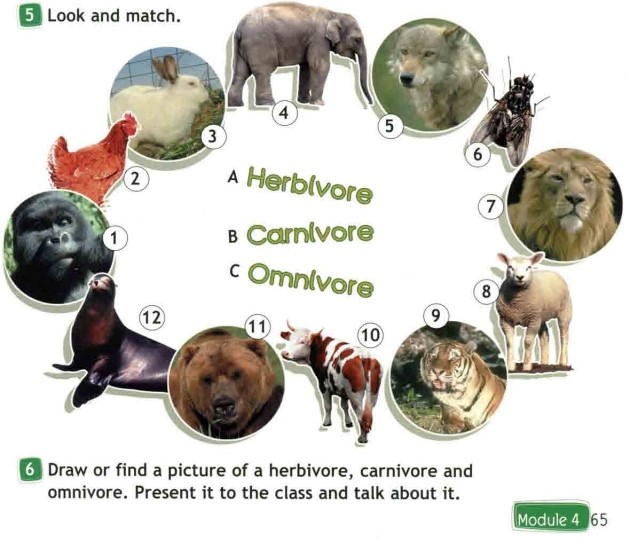 5 Look and match.
4
5
3
6
2
A Herbivore
7
B Carnivore
1
C Omnivore
8
12
11
10
9
6 Draw or find a picture of a herbivore, carnivore and
omnivore. Present it to the class and talk about it.
Module 4 65